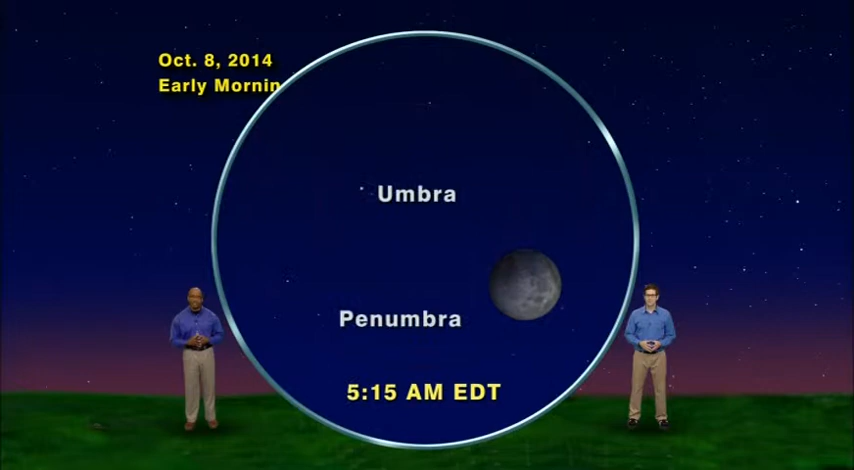 Oct. 8, 2014
Early Mornin
Umbra
Penumbra
5:15 AM EDT